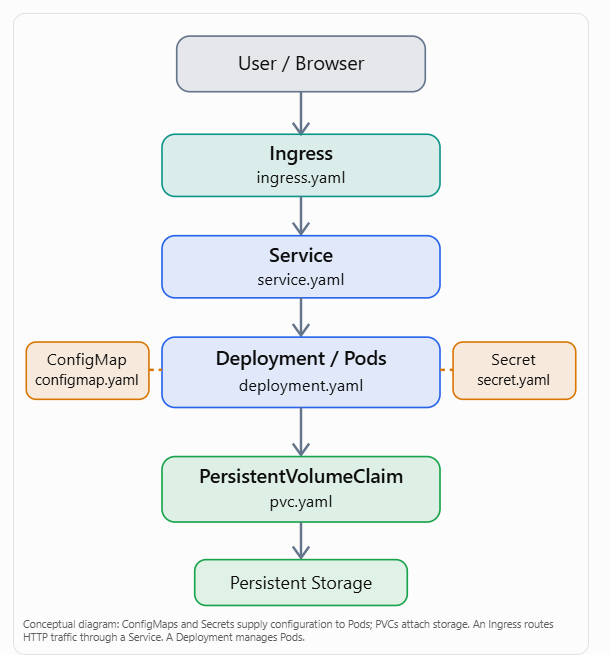 User / Browser
Ingress
ingress.yaml
Service
service.yaml
ConfigMap
configmap.yaml
Deployment / Pods
deployment.yaml
Secret
secret.yaml
PersistentVolumeClaim
pvc.yaml
Persistent Storage
Conceptual diagram: ConfigMaps and Secrets supply configuration to Pods; PVCs attach storage. An Ingress routes
HTTP traffic through a Service. A Deployment manages Pods.